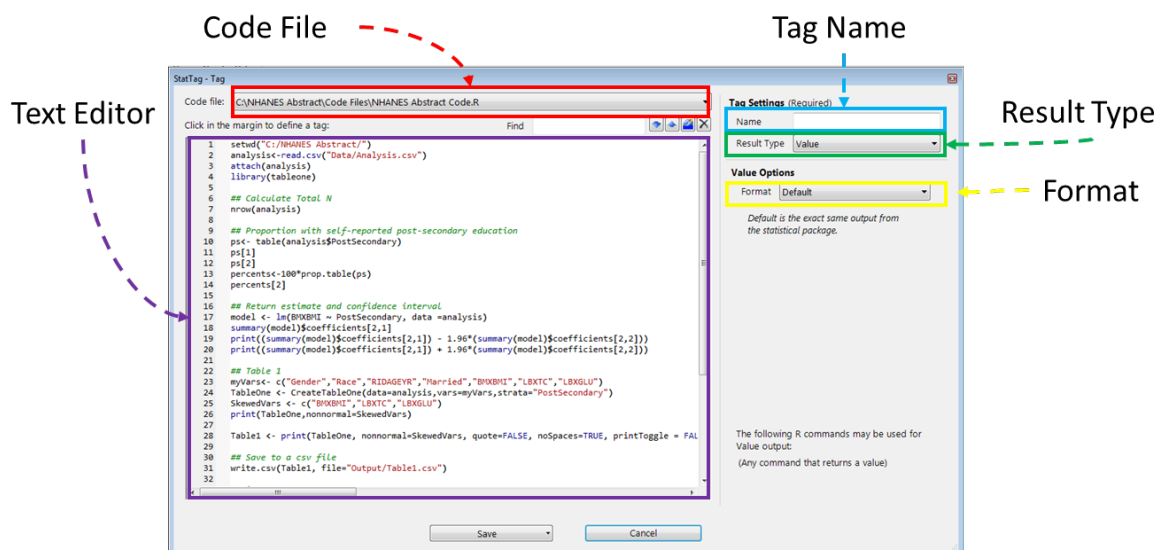 Code File
Tag Name
Text Editor
Result Type
Format
StatTag - Tag
Code file: C:\NHANES Abstract\Code Files\NHANES Abstract Code.R
Click in the margin to define a tag:
Find
1 setwd("C:/NHANES Abstract/")
2 analysis<-read.csv("Data/Analysis.csv")
3 attach(analysis)
4 library(tableone)
5
6 ## Calculate Total N
7 nrow(analysis)
8
9 ## Proportion with self-reported post-secondary education
10 ps<- table(analysis$PostSecondary)
11 ps[1]
12 ps[2]
13 percents<-100*prop.table(ps)
14 percents[2]
15
16 ## Return estimate and confidence interval
17 model <- lm(BMXBMI ~ PostSecondary, data =analysis)
18 summary(model)$coefficients[2,1]
19 print((summary(model)$coefficients[2,1]) - 1.96*(summary(model)$coefficients[2,2]))
20 print((summary(model)$coefficients[2,1]) + 1.96*(summary(model)$coefficients[2,2]))
21
22 ## Table 1
23 myVars<- c("Gender","Race","RIDAGEYR","Married","BMXBMI","LBXTC","LBXGLU")
24 TableOne <- CreateTableOne(data=analysis,vars=myVars,strata="PostSecondary")
25 SkewedVars <- c("BMXBMI","LBXTC","LBXGLU")
26 print(TableOne,nonnormal=SkewedVars)
27
28 Table1 <- print(TableOne, nonnormal=SkewedVars, quote=FALSE, noSpaces=TRUE, printToggle = FAL
29
30 ## Save to a csv file
31 write.csv(Table1, file="Output/Table1.csv")
32
Tag Settings (Required)
Name
Result Type Value
Value Options
Format Default
Default is the exact same output from
the statistical package.
The following R commands may be used for
Value output:
(Any command that returns a value)
Save
Cancel